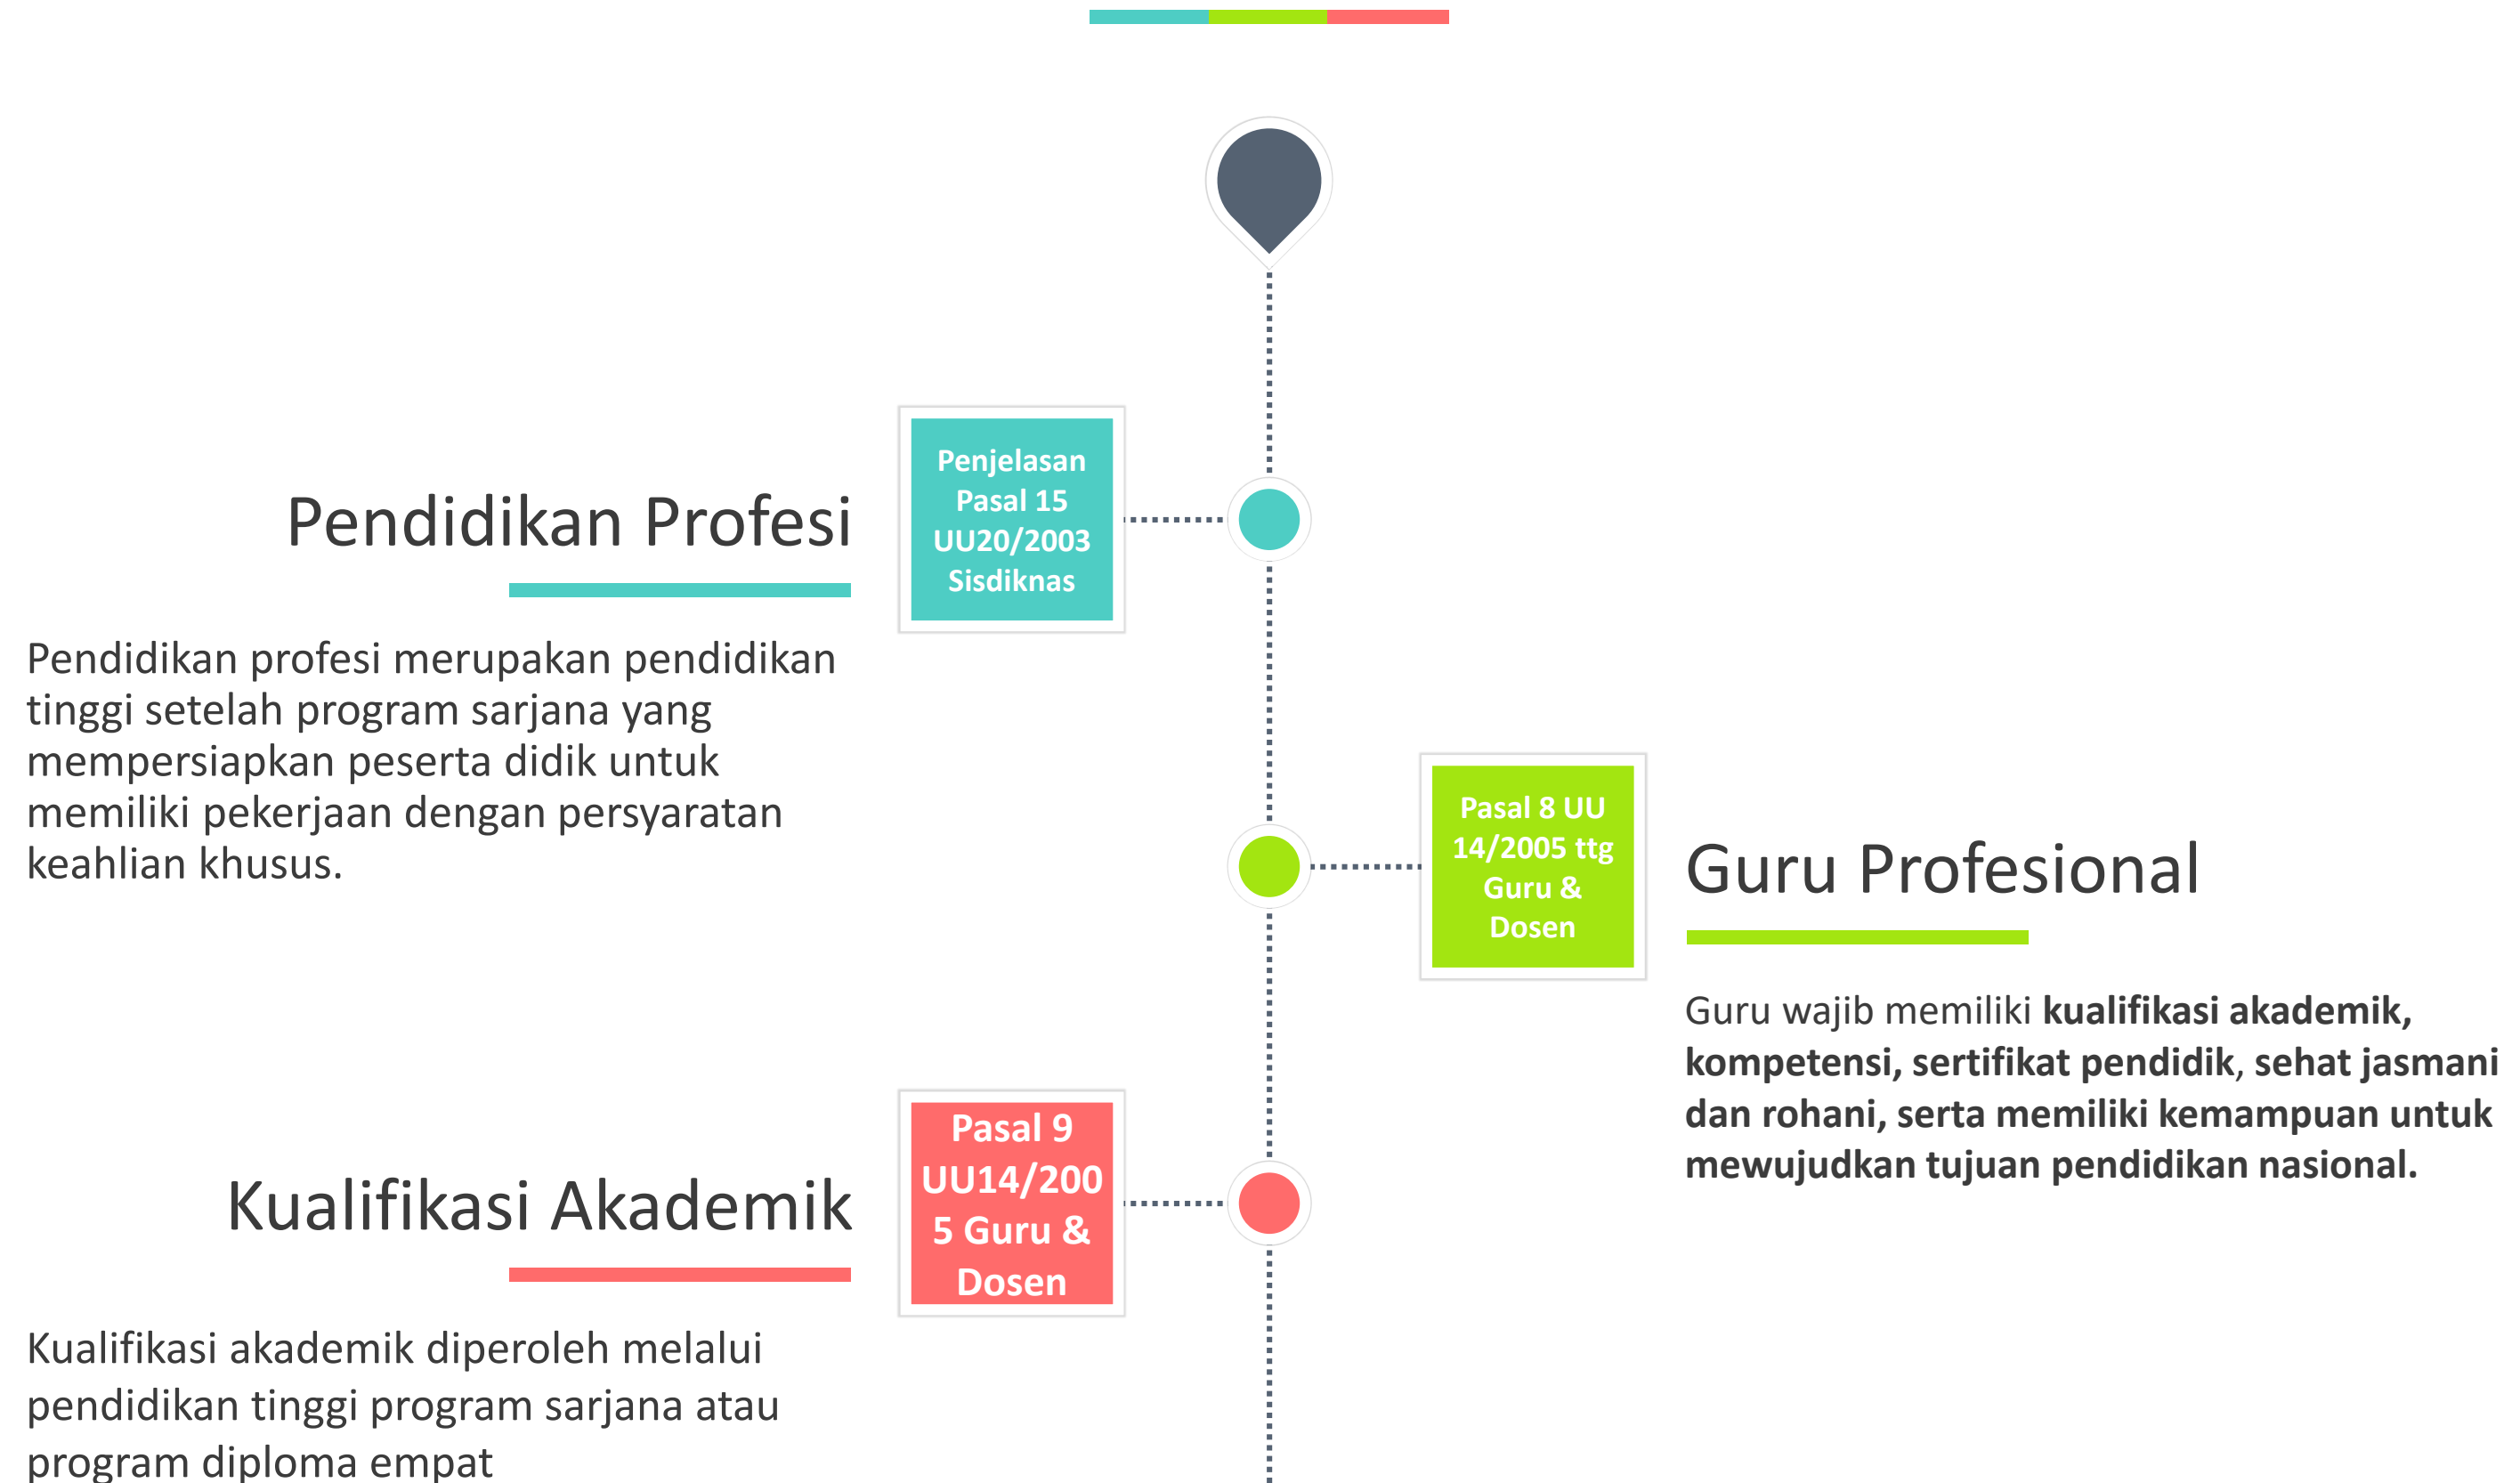 Penjelasan
Pasal 15
UU20/2003
Sisdiknas
Pendidikan Profesi
Pendidikan profesi merupakan pendidikan
tinggi setelah program sarjana yang
mempersiapkan peserta didik untuk
memiliki pekerjaan dengan persyaratan
keahlian khusus.
Pasal 8 UU
14/2005 ttg
Guru &
Dosen
Guru Profesional
Guru wajib memiliki kualifikasi akademik,
kompetensi, sertifikat pendidik, sehat jasmani
dan rohani, serta memiliki kemampuan untuk
mewujudkan tujuan pendidikan nasional.
Pasal 9
UU14/200
5 Guru &
Dosen
Kualifikasi Akademik
Kualifikasi akademik diperoleh melalui
pendidikan tinggi program sarjana atau
program diploma empat